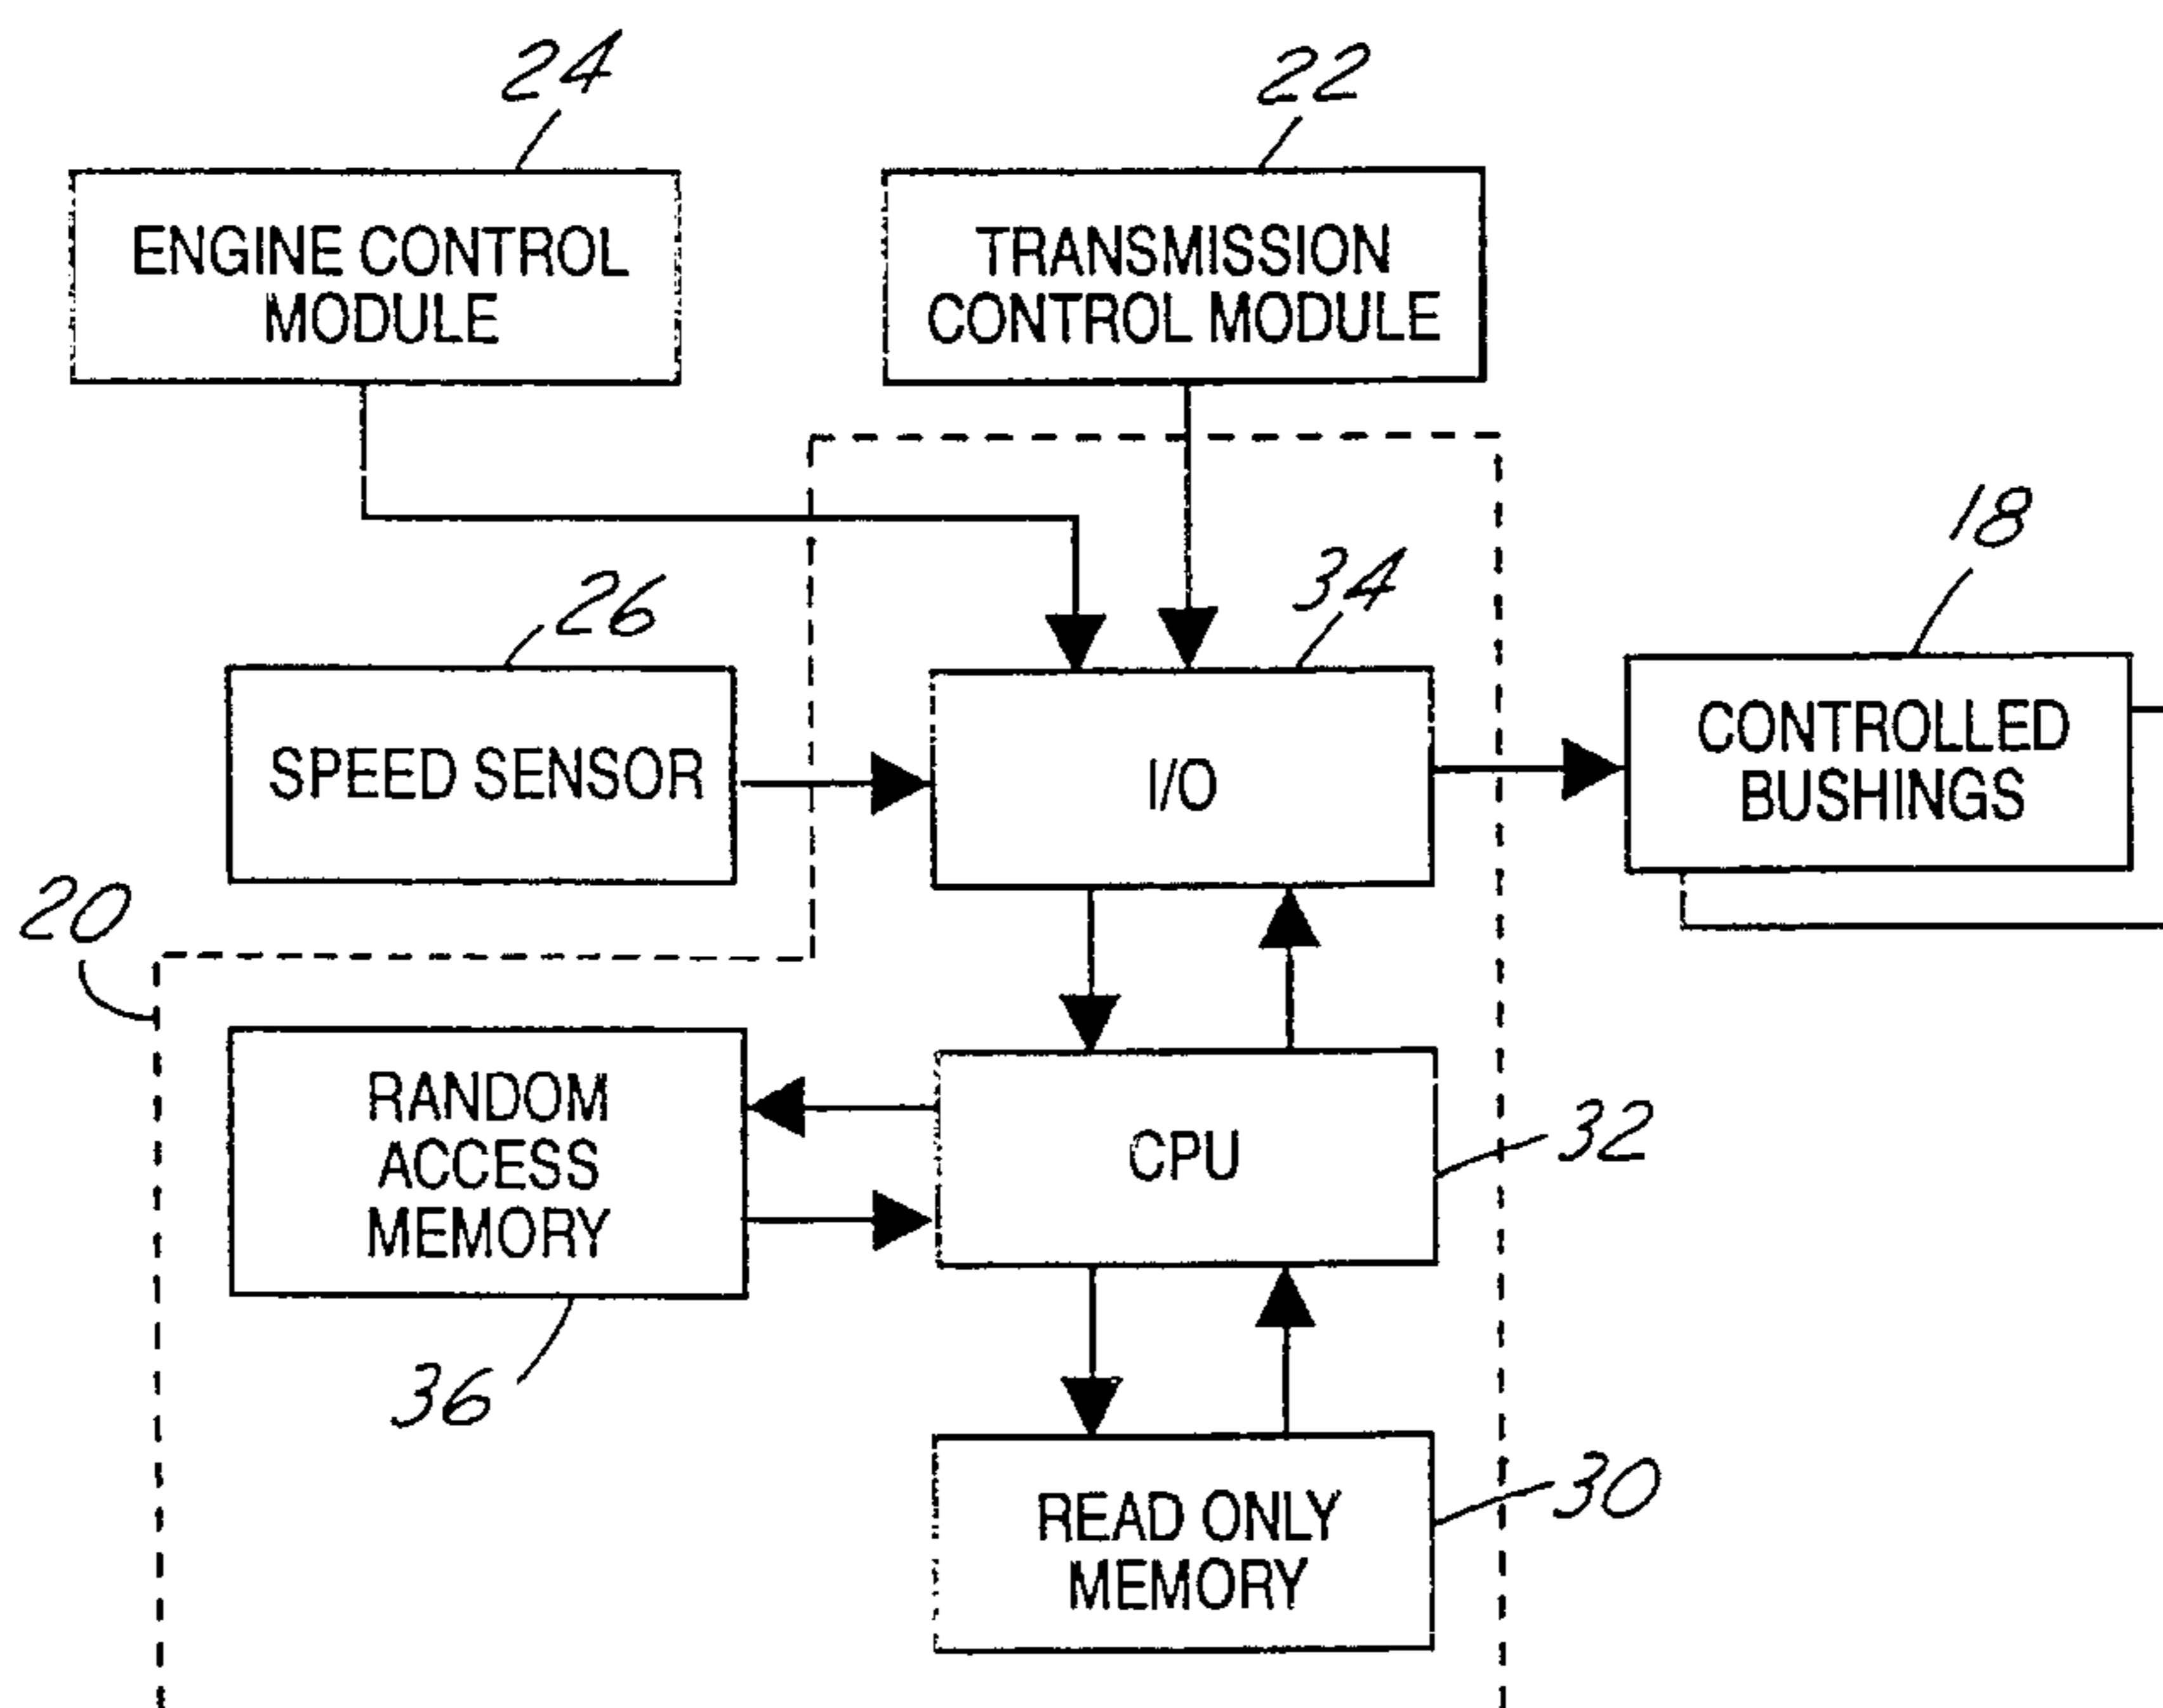 24
22
ENGINE CONTROL
MODULE
TRANSMISSION
CONTROL MODULE
18
34
26
SPEED SENSOR
I/O
CONTROLLED
BUSHINGS
20
RANDOM
ACCESS
MEMORY
CPU
32
36
30
READ ONLY
MEMORY